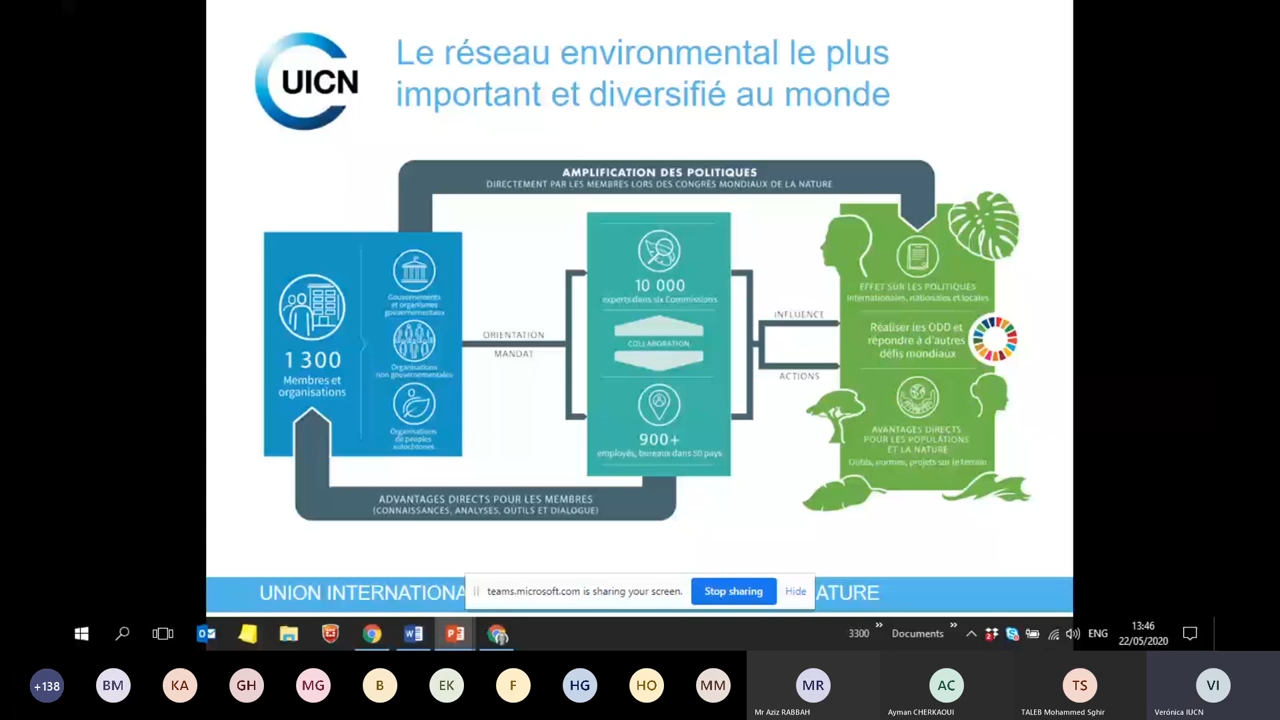 UICN
Le réseau environmental le plus
important et diversifié au monde
AMPLIFICATION DES POLITIQUES
DIRECTEMENT PAR LES MEMBRES LORS DES CONGRÈS MONDIAUX DE LA NATURE
1 300
Membres et
organisations
Gouvernements
et organismes
gouvernementaux
Organisations
non gouvernementales
Organisations
de peuples
autochtones
ORIENTATION
MANDAT
10 000
experts dans six Commissions
COLLABORATION
900+
employés, bureaux dans 50 pays
INFLUENCE
ACTIONS
EFFET SUR LES POLITIQUES
Internationales, nationales et locales
Réaliser les ODD et
répondre à d'autres
défis mondiaux
AVANTAGES DIRECTS
POUR LES POPULATIONS
ET LA NATURE
Outils, normes, projets sur le terrain
ADVANTAGES DIRECTS POUR LES MEMBRES
(CONNAISSANCES, ANALYSES, OUTILS ET DIALOGUE)
UNION INTERNATIONA
ATURE
teams.microsoft.com is sharing your screen.
Stop sharing
Hide
3300
Documents
ENG
13:46
22/05/2020
+138
BM
KA
GH
MG
B
EK
F
HG
HO
MM
MR
Mr Aziz RABBAH
AC
Ayman CHERKAOUI
TS
TALEB Mohammed Sghir
VI
Verónica IUCN